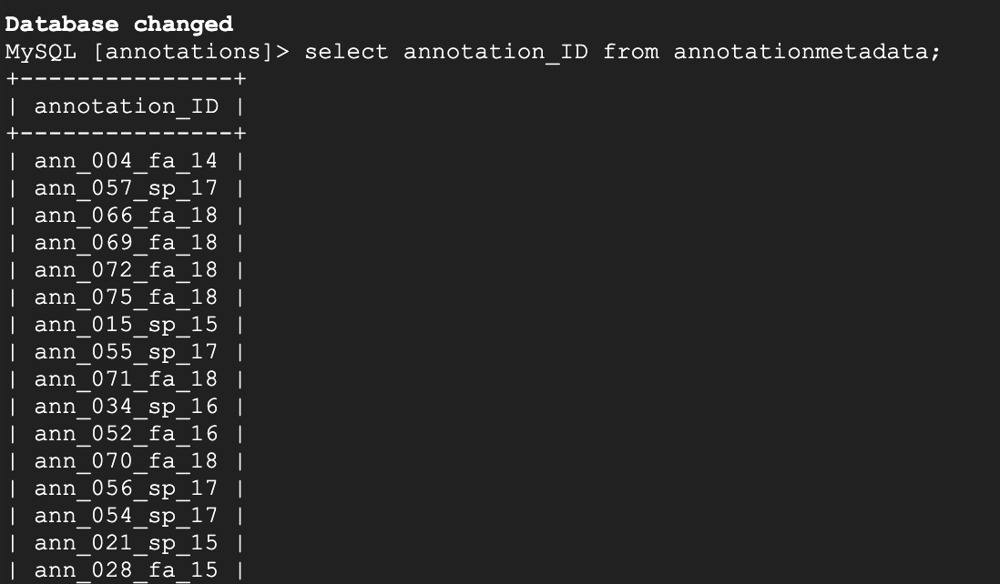 Database changed
MySQL [annotations]> select annotation_ID from annotationmetadata;
+---------------+
| annotation_ID |
+---------------+
| ann_004_fa_14 |
| ann_057_sp_17 |
| ann_066_fa_18 |
| ann_069_fa_18 |
| ann_072_fa_18 |
| ann_075_fa_18 |
| ann_015_sp_15 |
| ann_055_sp_17 |
| ann_071_fa_18 |
| ann_034_sp_16 |
| ann_052_fa_16 |
| ann_070_fa_18 |
| ann_056_sp_17 |
| ann_054_sp_17 |
| ann_021_sp_15 |
| ann_028_fa_15 |